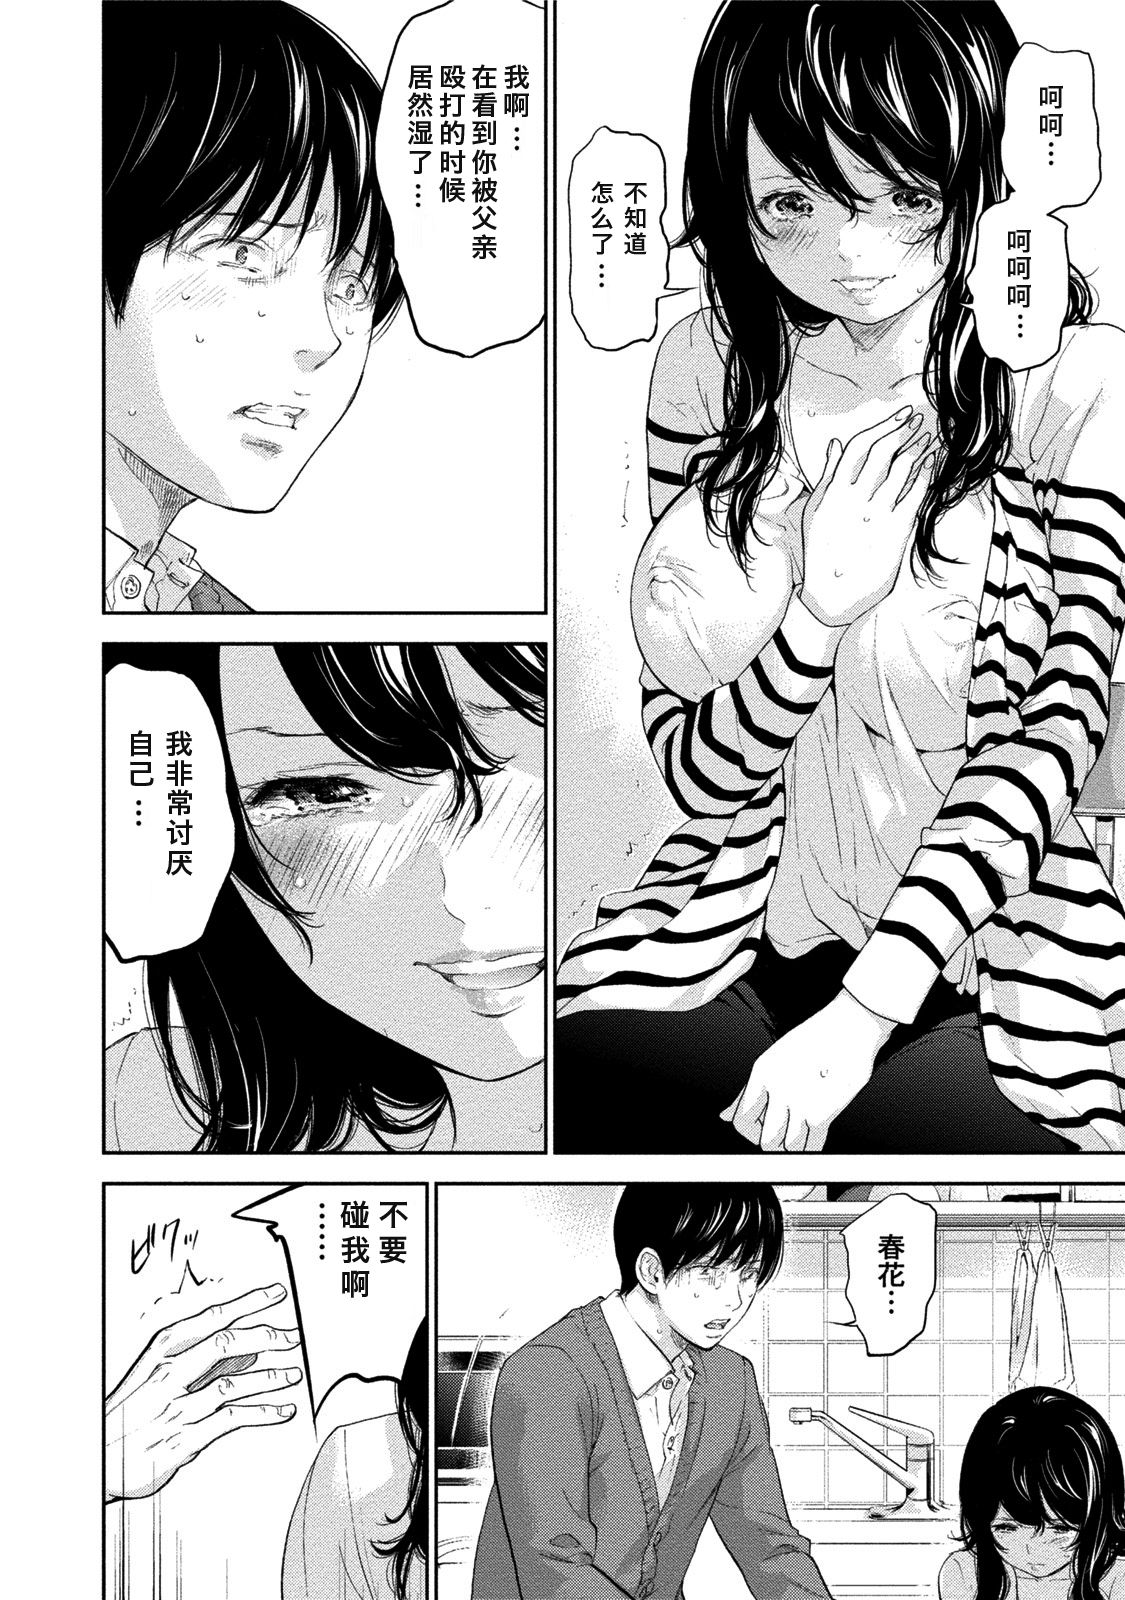 呵呵…
呵呵呵…
不知道
怎么了…
我啊…
在看到你被父亲
殴打的时候
居然湿了…
我非常讨厌
自己…
春花…
不要
碰我啊
……
ビクッ